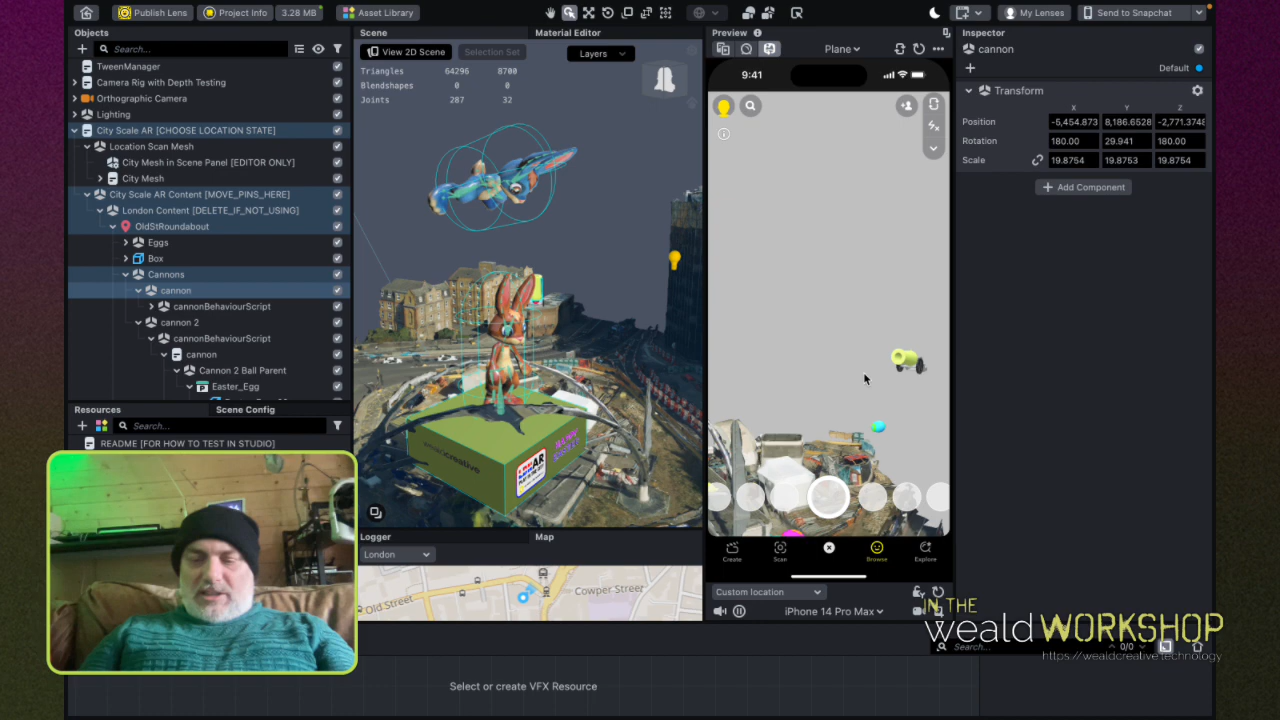 Publish Lens
Project Info
3.28 MB
Asset Library
My Lenses
Send to Snapchat
Objects
Search...
TweenManager
Camera Rig with Depth Testing
Orthographic Camera
Lighting
City Scale AR [CHOOSE LOCATION STATE]
Location Scan Mesh
City Mesh in Scene Panel [EDITOR ONLY]
City Mesh
City Scale AR Content [MOVE_PINS_HERE]
London Content [DELETE_IF_NOT_USING]
OldStRoundabout
Eggs
Box
Cannons
cannon
cannonBehaviourScript
cannon 2
cannonBehaviourScript
cannon
Cannon 2 Ball Parent
Easter_Egg
Resources
Scene Config
Search...
README [FOR HOW TO TEST IN STUDIO]
Scene
Material Editor
View 2D Scene
Selection Set
Layers
Triangles 64296 8700
Blendshapes 0 0
Joints 287 32
Logger
Map
London
Old Street
Cowper Street
Select or create VFX Resource
Preview
Plane
9:41
Create
Scan
Browse
Explore
Custom location
iPhone 14 Pro Max
Inspector
cannon
Default
Transform
X Y Z
Position -5,454.873 8,186.6528 -2,771.3748
Rotation 180.00 29.941 180.00
Scale 19.8754 19.8753 19.8754
Add Component
IN THE
weald WORKSHOP
Search...
0/0
https://wealdcreative.technology